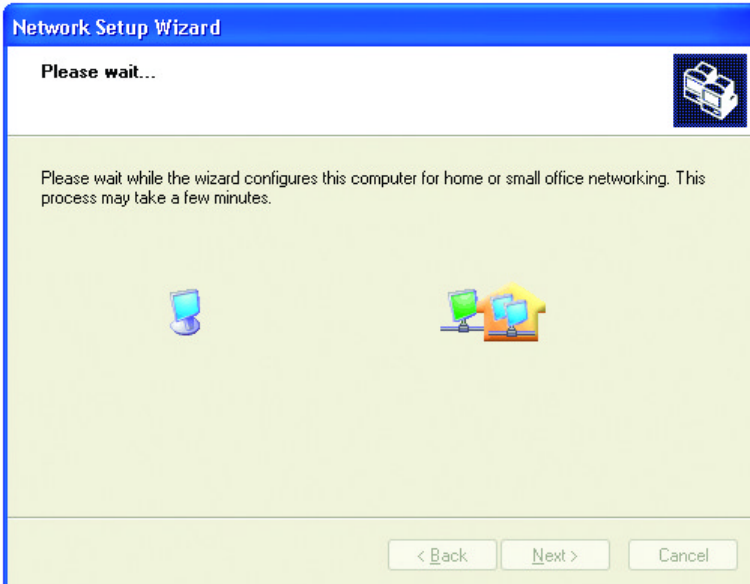 Network Setup Wizard
Please wait...
Please wait while the wizard configures this computer for home or small office networking. This
process may take a few minutes.
< Back Next > Cancel